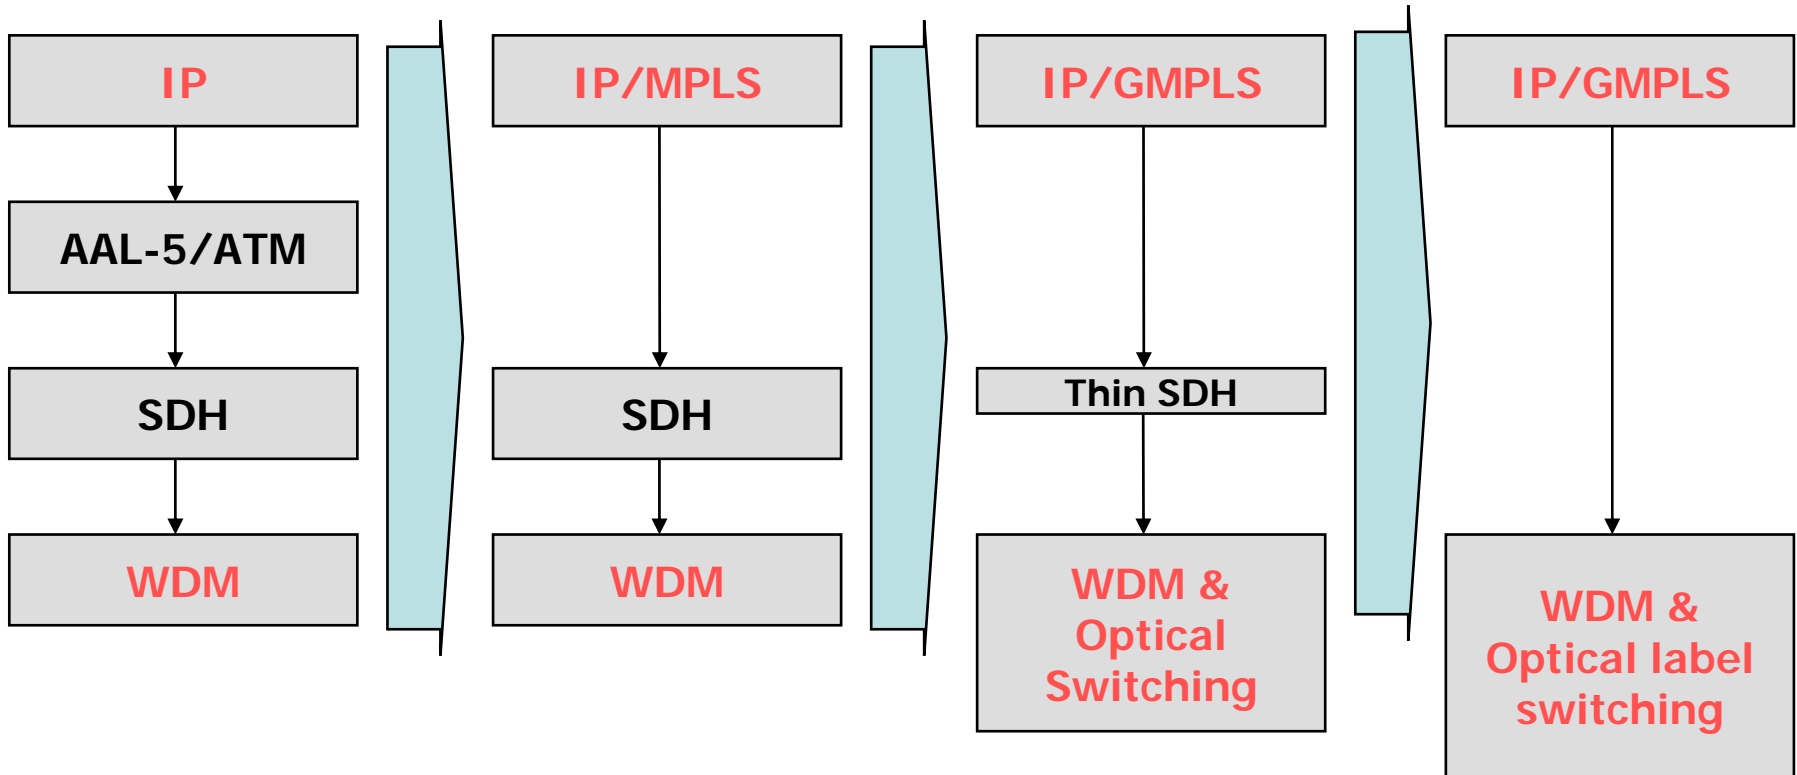 IP
AAL-5/ATM
SDH
WDM
IP/MPLS
SDH
WDM
IP/GMPLS
Thin SDH
WDM &
Optical
Switching
IP/GMPLS
WDM &
Optical label
switching